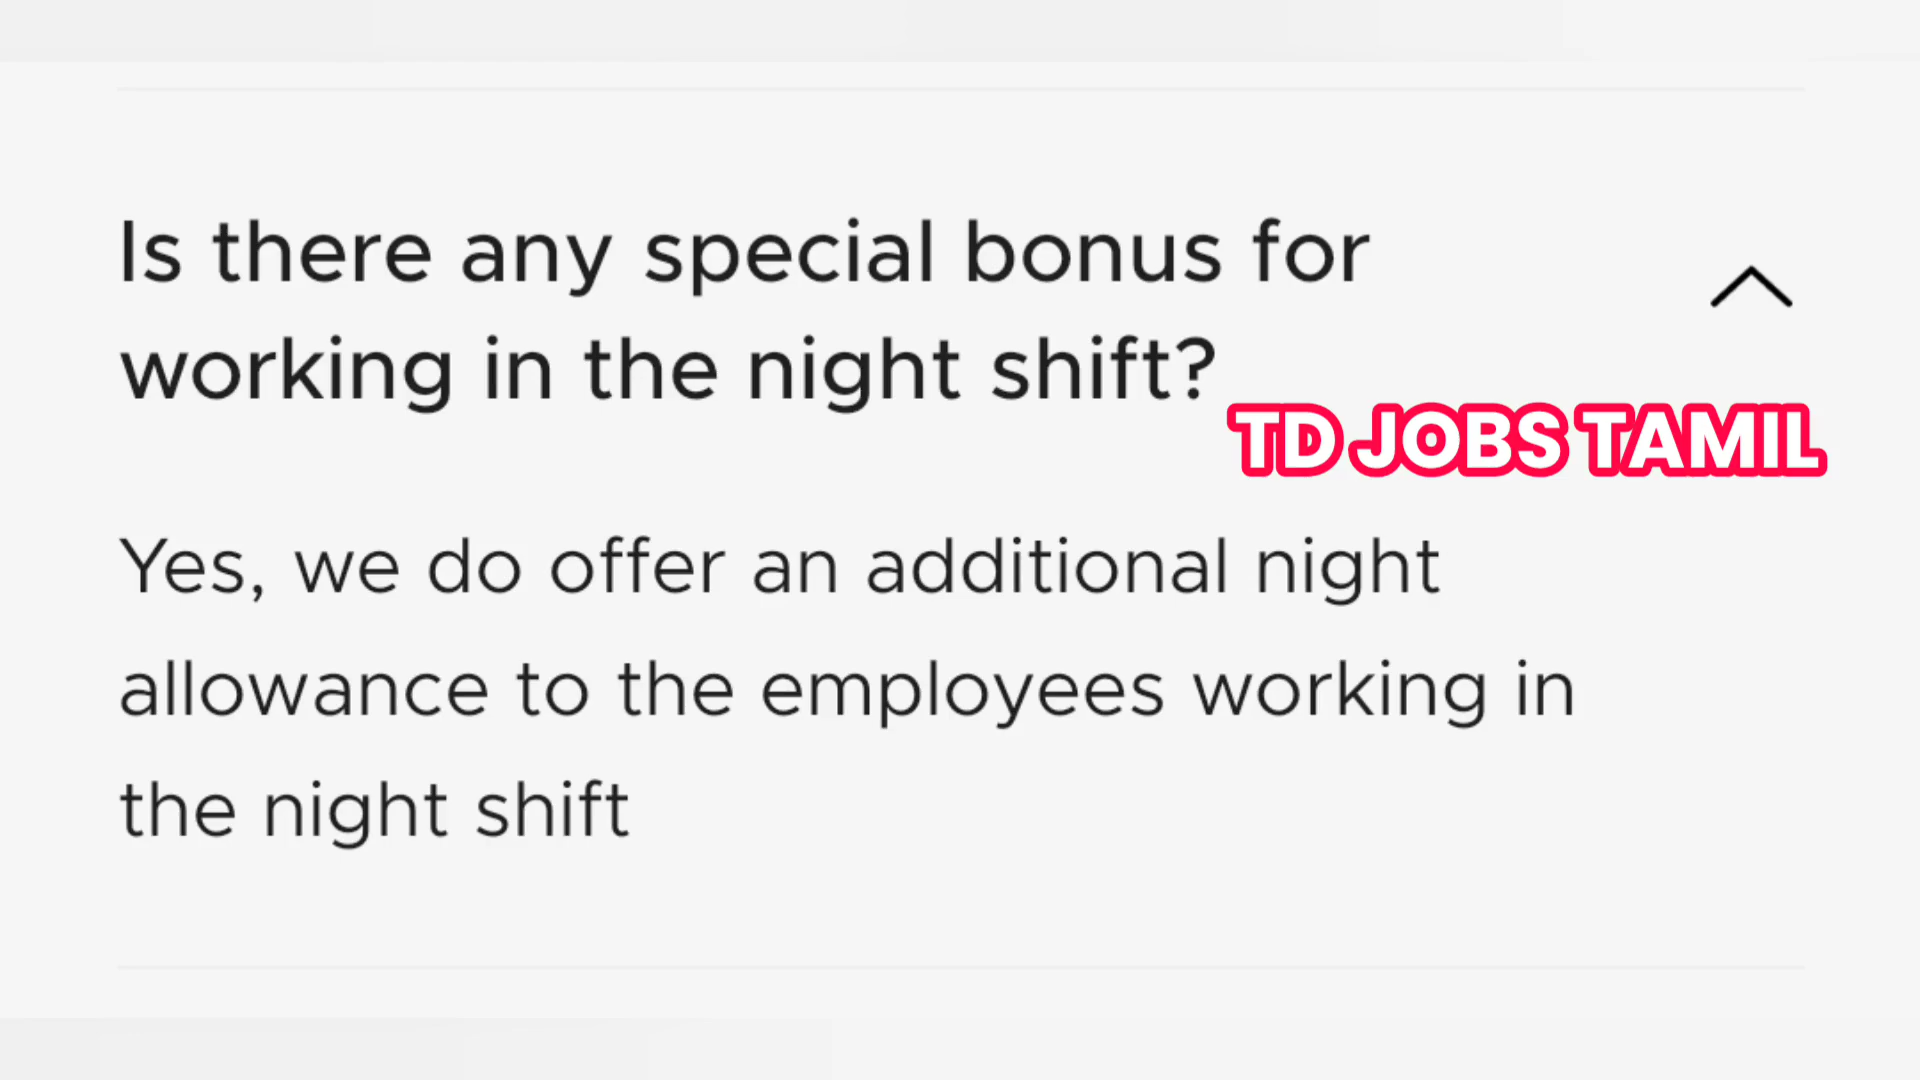 Is there any special bonus for
working in the night shift?
TD JOBS TAMIL
Yes, we do offer an additional night
allowance to the employees working in
the night shift